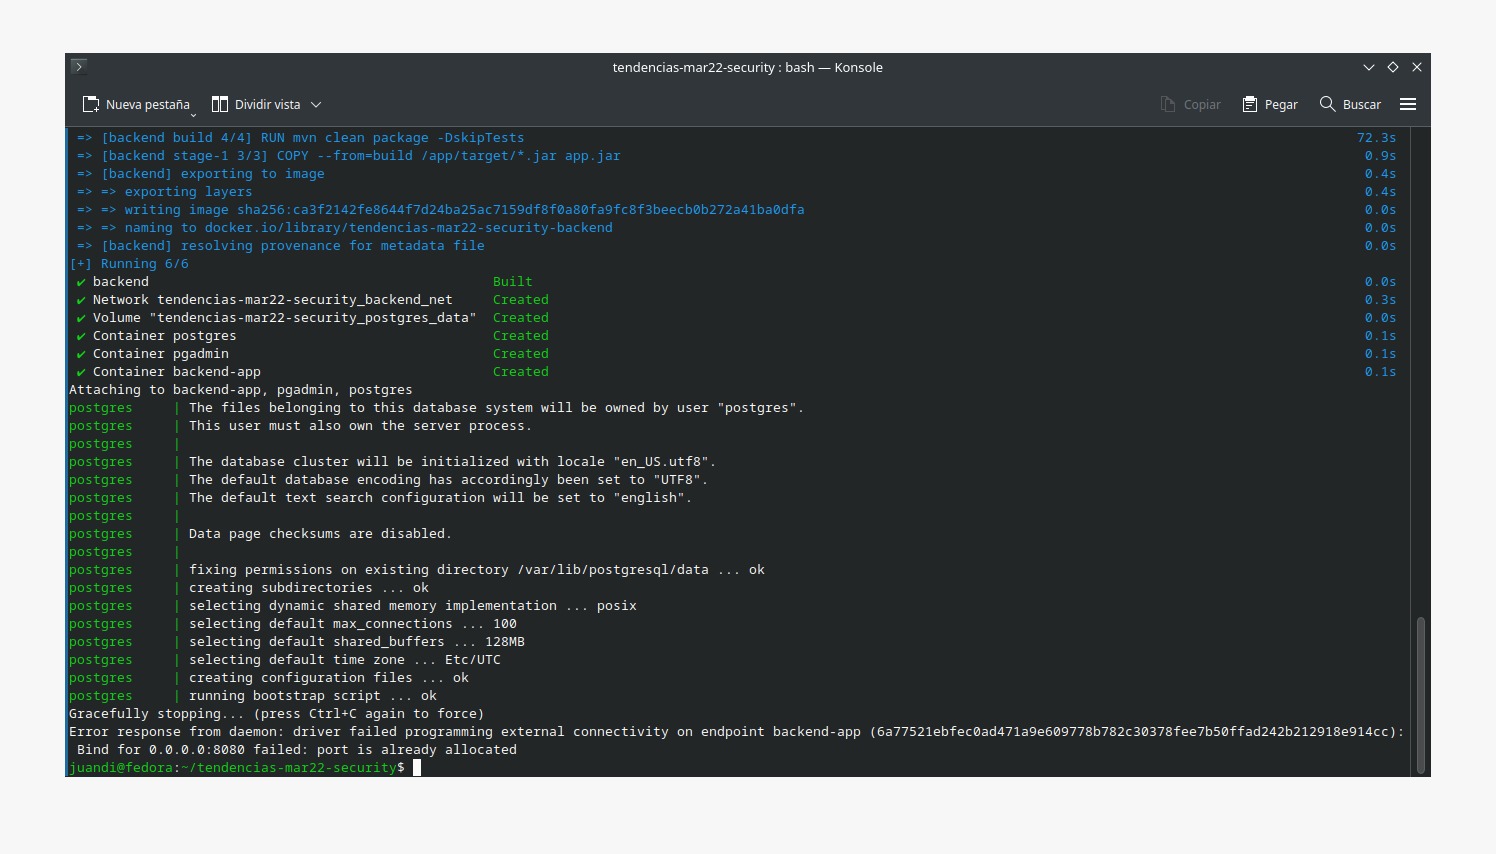 tendencias-mar22-security : bash — Konsole
Nueva pestaña Dividir vista Copiar Pegar Buscar
=> [backend build 4/4] RUN mvn clean package -DskipTests 72.3s
=> [backend stage-1 3/3] COPY --from=build /app/target/*.jar app.jar 0.9s
=> [backend] exporting to image 0.4s
=> => exporting layers 0.4s
=> => writing image sha256:ca3f2142fe8644f7d24ba25ac7159df8f0a80fa9fc8f3beecb0b272a41ba0dfa 0.0s
=> => naming to docker.io/library/tendencias-mar22-security-backend 0.0s
=> [backend] resolving provenance for metadata file 0.0s
[+] Running 6/6
✔ backend Built 0.0s
✔ Network tendencias-mar22-security_backend_net Created 0.3s
✔ Volume "tendencias-mar22-security_postgres_data" Created 0.0s
✔ Container postgres Created 0.1s
✔ Container pgadmin Created 0.1s
✔ Container backend-app Created 0.1s
Attaching to backend-app, pgadmin, postgres
postgres | The files belonging to this database system will be owned by user "postgres".
postgres | This user must also own the server process.
postgres |
postgres | The database cluster will be initialized with locale "en_US.utf8".
postgres | The default database encoding has accordingly been set to "UTF8".
postgres | The default text search configuration will be set to "english".
postgres |
postgres | Data page checksums are disabled.
postgres |
postgres | fixing permissions on existing directory /var/lib/postgresql/data ... ok
postgres | creating subdirectories ... ok
postgres | selecting dynamic shared memory implementation ... posix
postgres | selecting default max_connections ... 100
postgres | selecting default shared_buffers ... 128MB
postgres | selecting default time zone ... Etc/UTC
postgres | creating configuration files ... ok
postgres | running bootstrap script ... ok
Gracefully stopping... (press Ctrl+C again to force)
Error response from daemon: driver failed programming external connectivity on endpoint backend-app (6a77521ebfec0ad471a9e609778b782c30378fee7b50ffad242b212918e914cc):
Bind for 0.0.0.0:8080 failed: port is already allocated
juandi@fedora:~/tendencias-mar22-security$